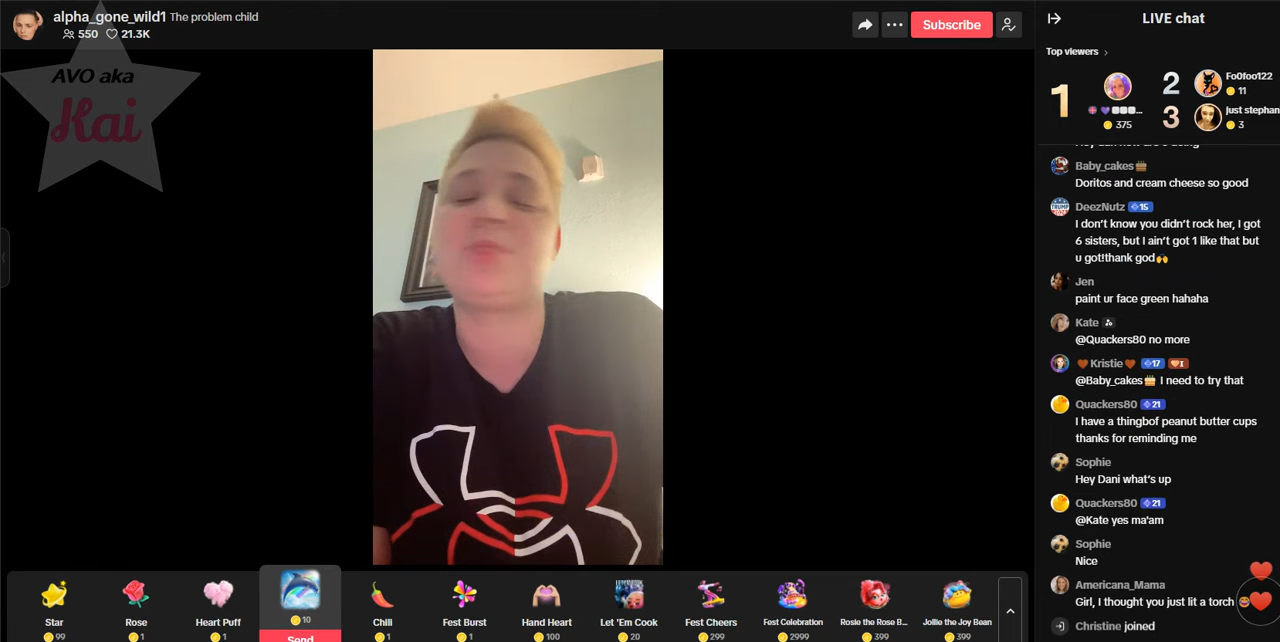 alpha_gone_wild1 The problem child
550 21.3K
Subscribe
AVO aka
Kai
LIVE chat
Top viewers
1
375
2
Fo0foo122
11
3
just stephan
3
Baby_cakes
Doritos and cream cheese so good
DeezNutz 15
I don't know you didn't rock her, I got
6 sisters, but I ain't got 1 like that but
u got!thank god
Jen
paint ur face green hahaha
Kate
@Quackers80 no more
Kristie 17 I
@Baby_cakes I need to try that
Quackers80 21
I have a thingbof peanut butter cups
thanks for reminding me
Sophie
Hey Dani what's up
Quackers80 21
@Kate yes ma'am
Sophie
Nice
Americana_Mama
Girl, I thought you just lit a torch
Christine joined
Star
99
Rose
1
Heart Puff
1
10
Send
Chili
1
Fest Burst
1
Hand Heart
100
Let 'Em Cook
20
Fest Cheers
299
Fest Celebration
2999
Rosie the Rose B...
399
Jollie the Joy Bean
399